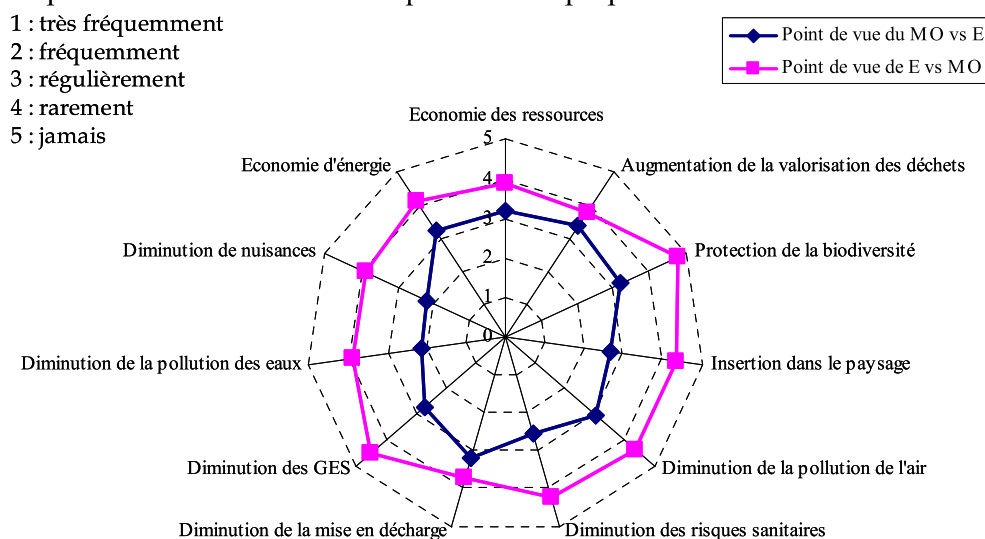 1 : très fréquemment
2 : fréquemment
3 : régulièrement
4 : rarement
5 : jamais
Point de vue du MO vs E
Point de vue de E vs MO
Economie des ressources
Augmentation de la valorisation des déchets
Protection de la biodiversité
Insertion dans le paysage
Diminution de la pollution de l'air
Diminution des risques sanitaires
Diminution de la mise en décharge
Diminution des GES
Diminution de la pollution des eaux
Diminution de nuisances
Economie d'énergie
5
4
3
2
1
0